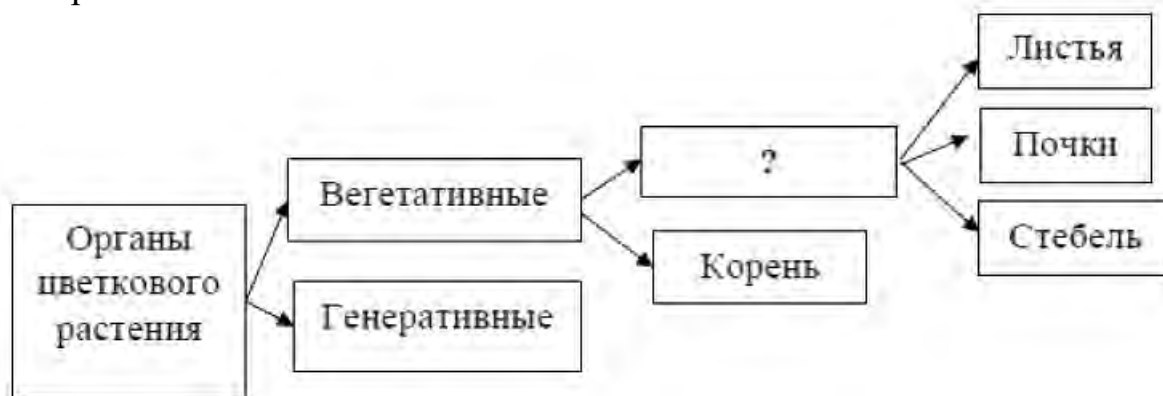 Органы
цветкового
растения
Вегетативные
Генеративные
?
Корень
Листья
Почки
Стебель